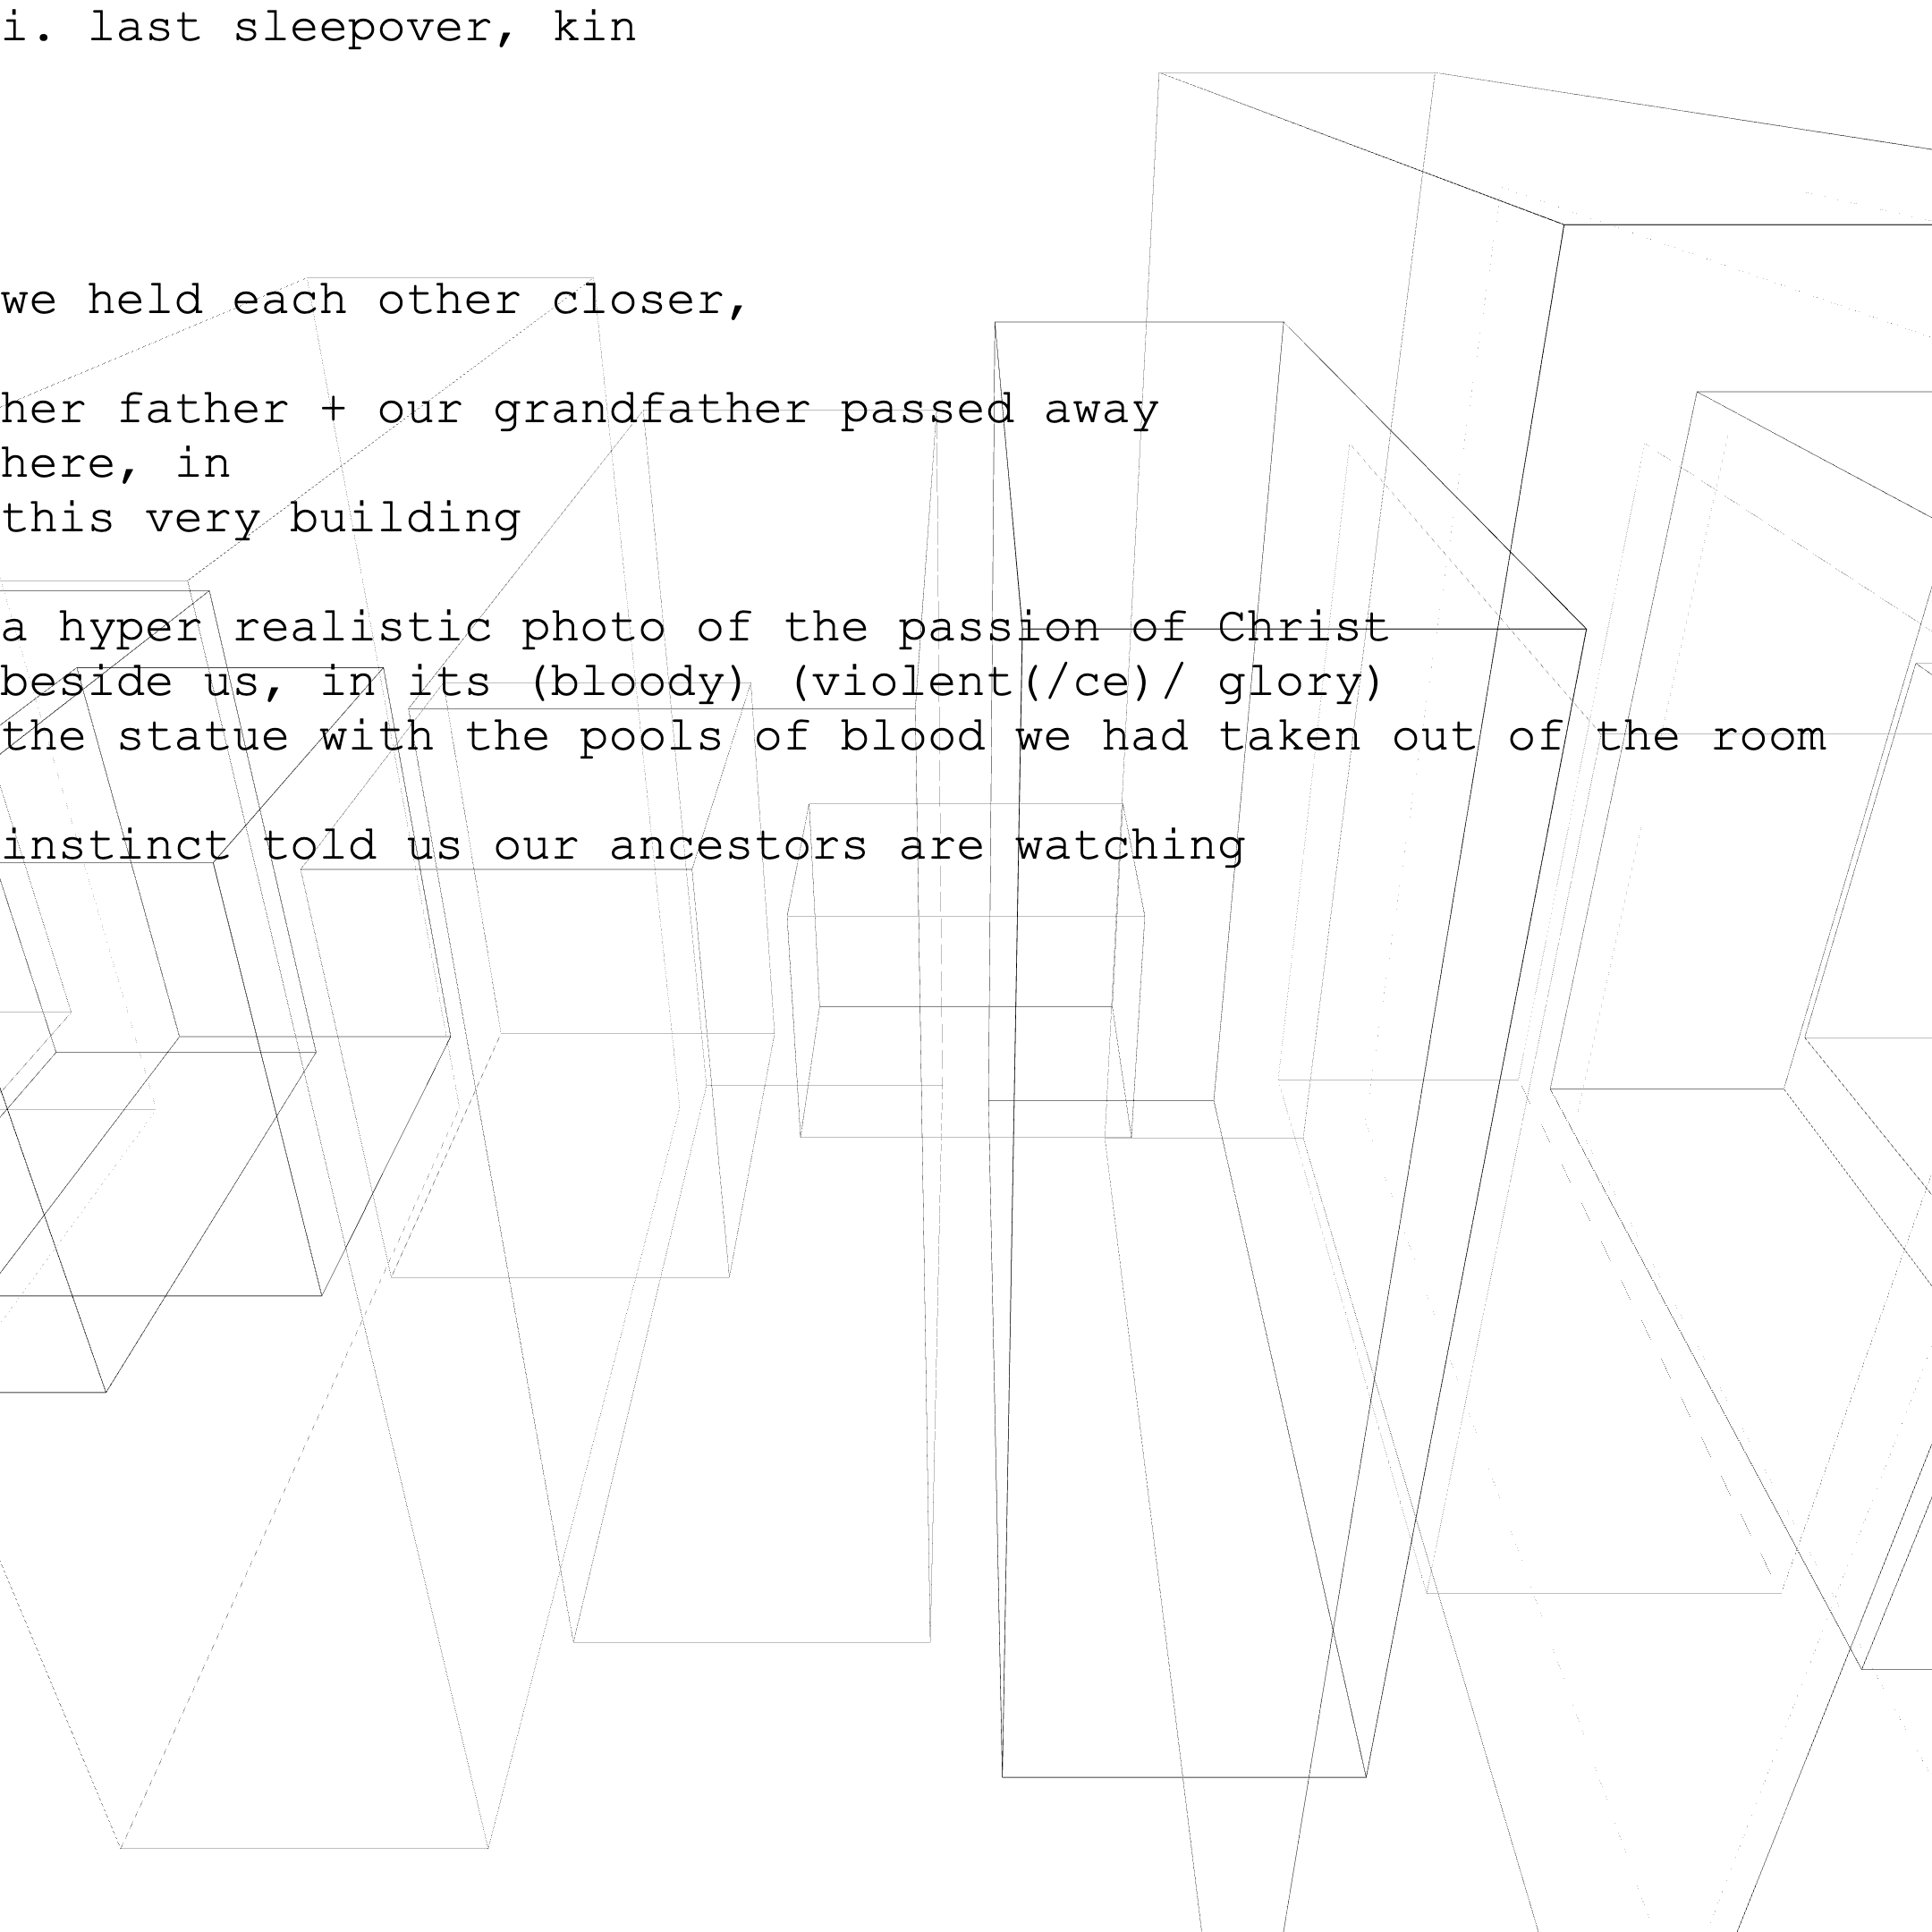 i. last sleepover, kin
we held each other closer,
her father + our grandfather passed away
here, in
this very building
a hyper realistic photo of the passion of Christ
beside us, in its (bloody) (violent(/ce)/ glory)
the statue with the pools of blood we had taken out of the room
instinct told us our ancestors are watching